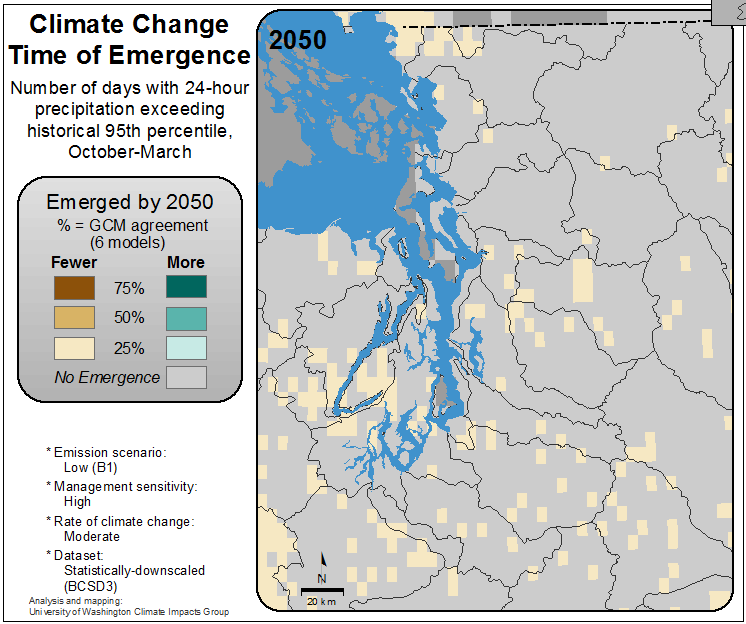 Climate Change
Time of Emergence
Number of days with 24-hour
precipitation exceeding
historical 95th percentile,
October-March
Emerged by 2050
% = GCM agreement
(6 models)
Fewer More
75%
50%
25%
No Emergence
* Emission scenario:
Low (B1)
* Management sensitivity:
High
* Rate of climate change:
Moderate
* Dataset:
Statistically-downscaled
(BCSD3)
Analysis and mapping:
University of Washington Climate Impacts Group
2050
N
20 km